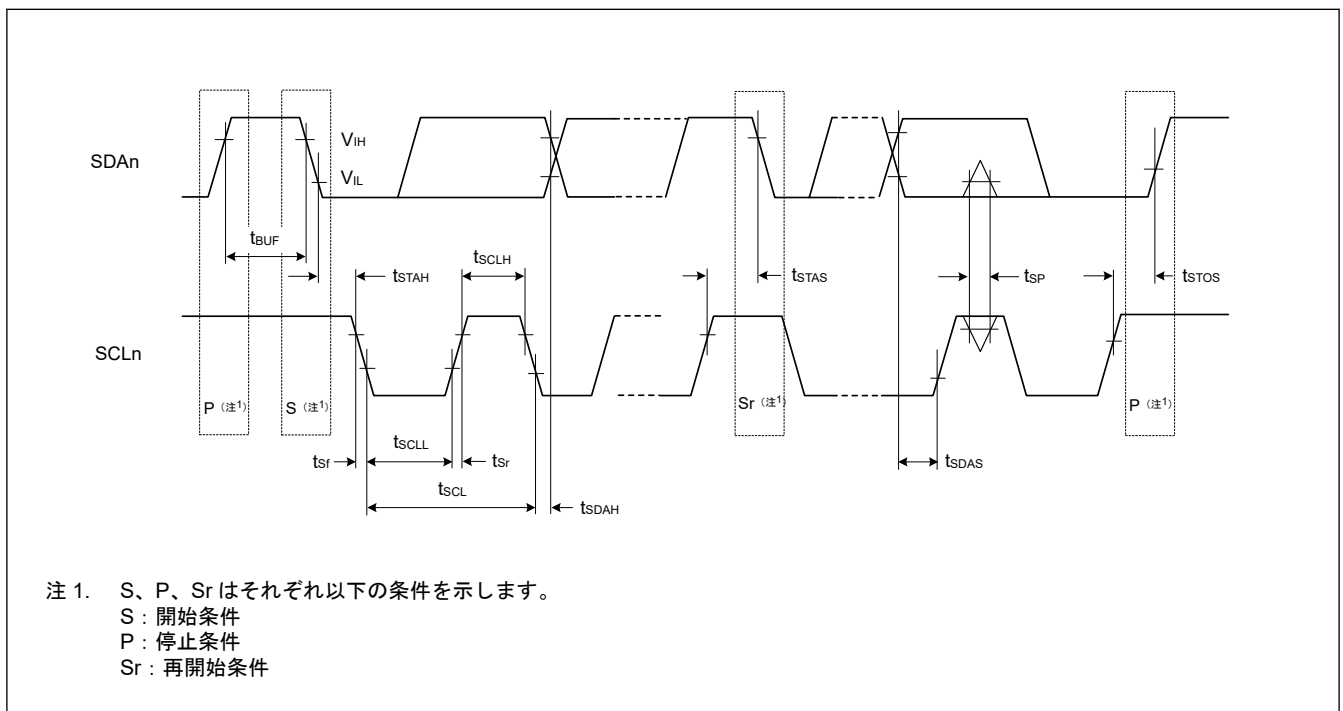 SDAn
VIH
VIL
tBUF
tSTAH
tSCLH
tSTAS
tSP
tSTOS
SCLn
P（注1）
S（注1）
Sr（注1）
P（注1）
tSf
tSCLL
tSr
tSDAS
tSCL
tSDAH
注 1. S、P、Sr はそれぞれ以下の条件を示します。
S：開始条件
P：停止条件
Sr：再開始条件